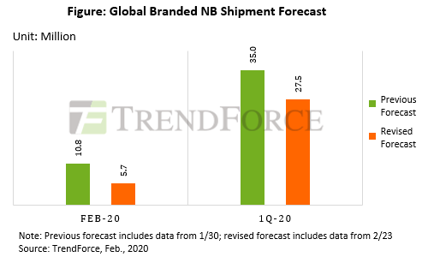 Figure: Global Branded NB Shipment Forecast
Unit: Million
35.0
27.5
10.8
5.7
TRENDFORCE
Previous
Forecast
Revised
Forecast
FEB-20
1Q-20
Note: Previous forecast includes data from 1/30; revised forecast includes data from 2/23
Source: TrendForce, Feb., 2020